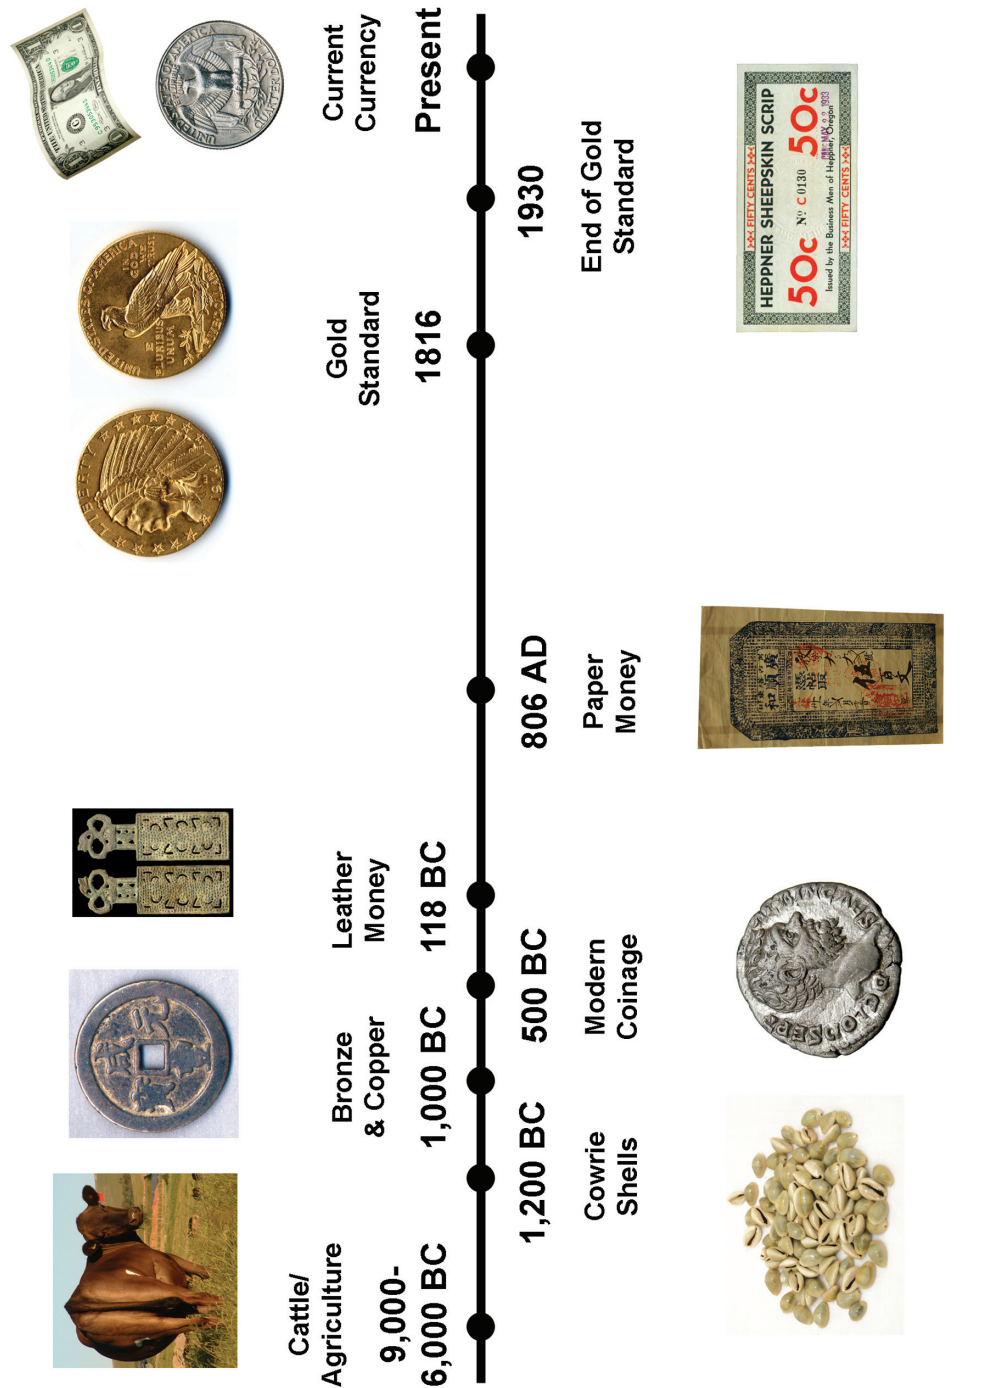 Cattle/
Agriculture
9,000-
6,000 BC
1,200 BC
Cowrie
Shells
Bronze
& Copper
1,000 BC
500 BC
Modern
Coinage
Leather
Money
118 BC
806 AD
Paper
Money
Gold
Standard
1816
1930
End of Gold
Standard
Current
Currency
Present
LIBERTY
UNITED STATES OF AMERICA
E
PLURIBUS
UNUM
IN
GOD
WE
TRUST
FIFTY CENTS
HEPPNER SHEEPSKIN SCRIP
50c Nº C 0130 50c
Issued by the Business Men of Heppner, Oregon
FIFTY CENTS